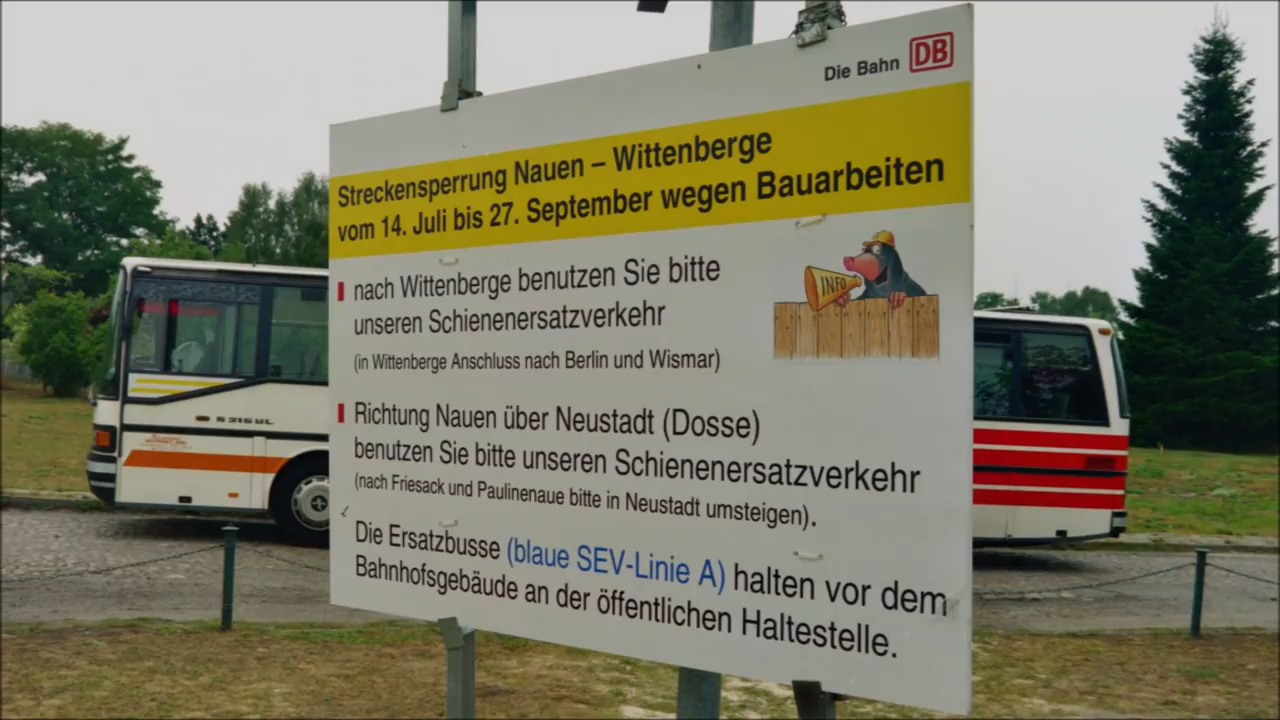 Die Bahn DB
Streckensperrung Nauen – Wittenberge
vom 14. Juli bis 27. September wegen Bauarbeiten
nach Wittenberge benutzen Sie bitte
unseren Schienenersatzverkehr
(in Wittenberge Anschluss nach Berlin und Wismar)
INFO
Richtung Nauen über Neustadt (Dosse)
benutzen Sie bitte unseren Schienenersatzverkehr
(nach Friesack und Paulinenaue bitte in Neustadt umsteigen).
Die Ersatzbusse (blaue SEV-Linie A) halten vor dem
Bahnhofsgebäude an der öffentlichen Haltestelle.
S 215 UL